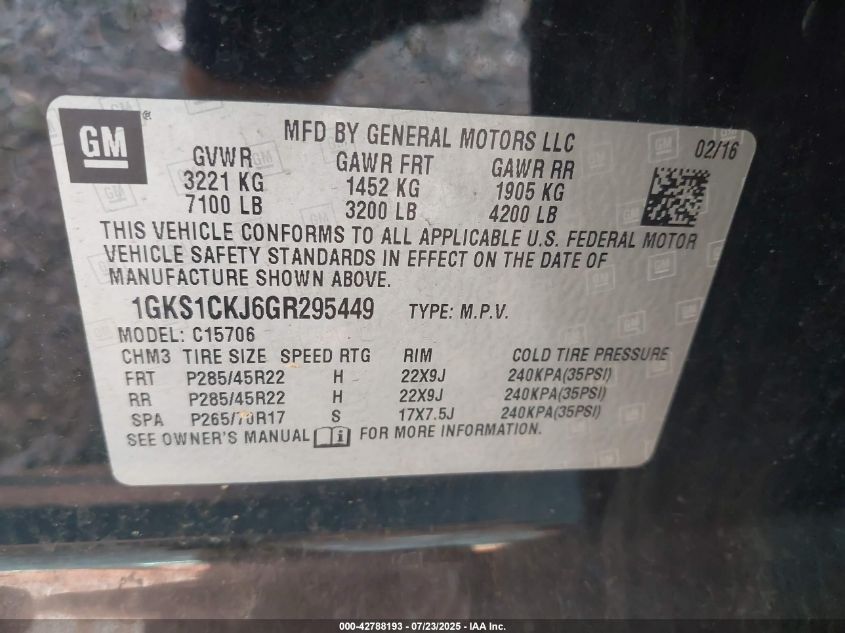 GM ®
MFD BY GENERAL MOTORS LLC 02/16
GVWR GAWR FRT GAWR RR
3221 KG 1452 KG 1905 KG
7100 LB 3200 LB 4200 LB
THIS VEHICLE CONFORMS TO ALL APPLICABLE U.S. FEDERAL MOTOR
VEHICLE SAFETY STANDARDS IN EFFECT ON THE DATE OF
MANUFACTURE SHOWN ABOVE.
1GKS1CKJ6GR295449 TYPE: M.P.V.
MODEL: C15706
CHM3 TIRE SIZE SPEED RTG RIM COLD TIRE PRESSURE
FRT P285/45R22 H 22X9J 240KPA(35PSI)
RR P285/45R22 H 22X9J 240KPA(35PSI)
SPA P265/70R17 S 17X7.5J 240KPA(35PSI)
SEE OWNER'S MANUAL i FOR MORE INFORMATION.
000-42788193 - 07/23/2025 - IAA Inc.